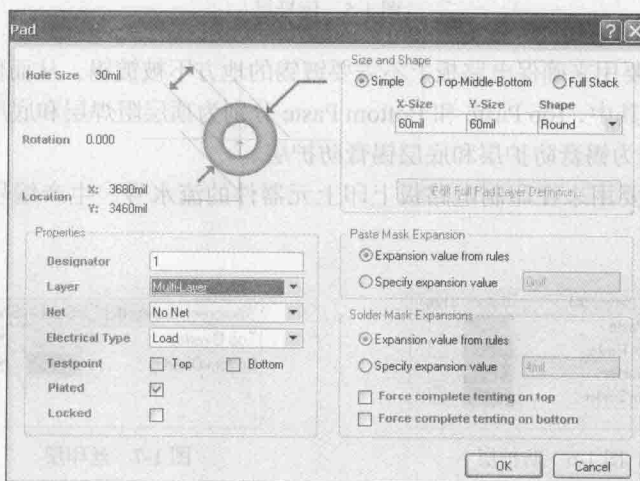 Pad
Hole Size 30mil
Rotation 0.000
Location X: 3680mil
Y: 3460mil
Size and Shape
Simple Top-Middle-Bottom Full Stack
X-Size Y-Size Shape
60mil 60mil Round
Edit Full Pad Layer Definition
Properties
Designator 1
Layer Multi-Layer
Net No Net
Electrical Type Load
Testpoint Top Bottom
Plated
Locked
Paste Mask Expansion
Expansion value from rules
Specify expansion value 0mil
Solder Mask Expansions
Expansion value from rules
Specify expansion value 4mil
Force complete tenting on top
Force complete tenting on bottom
OK Cancel